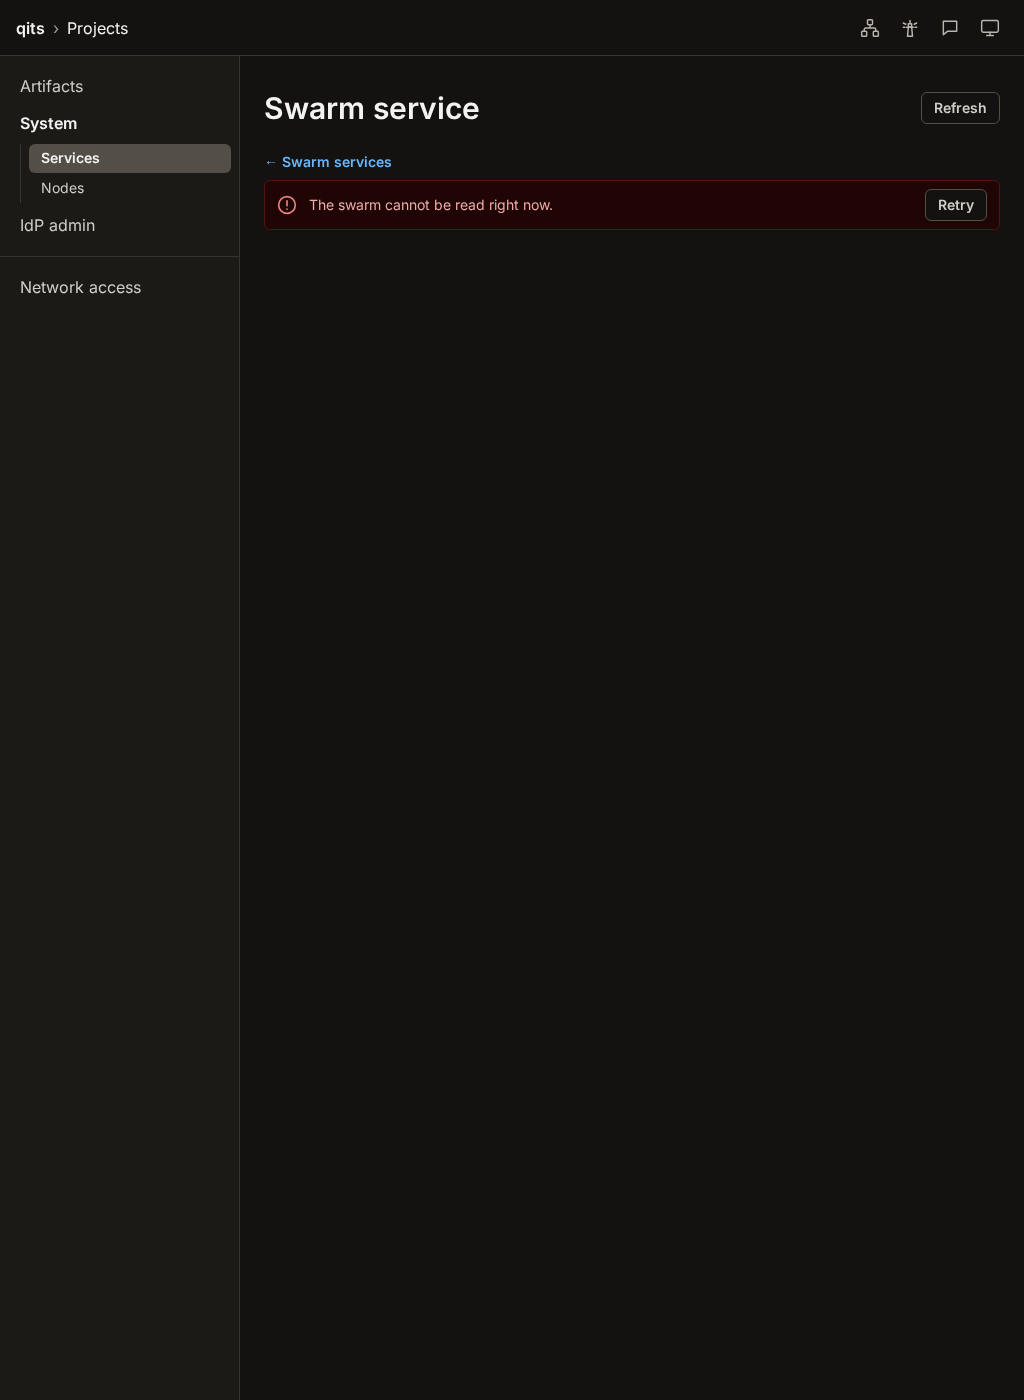 qits › Projects
Artifacts
System
Services
Nodes
IdP admin
Network access
Swarm service
Refresh
← Swarm services
The swarm cannot be read right now.
Retry